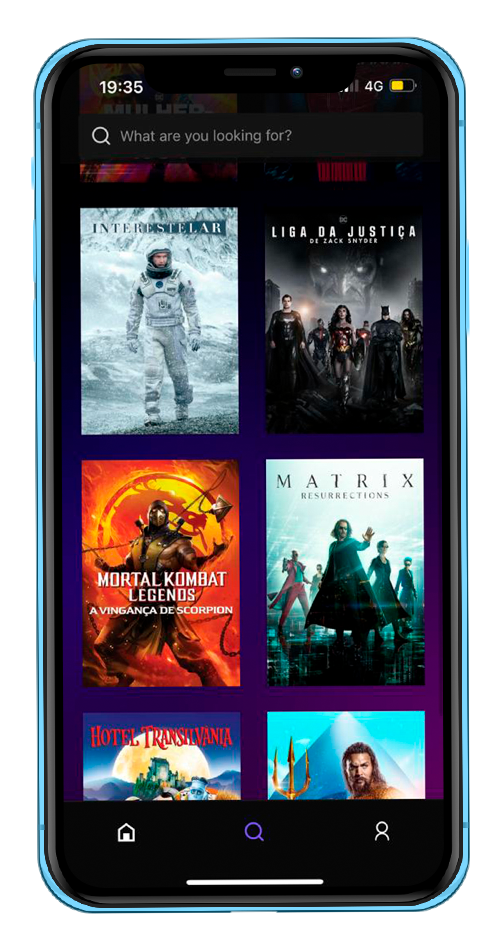 19:35
4G
MULHER-
What are you looking for?
INTERESTELAR
DC
LIGA DA JUSTIÇA
DE ZACK SNYDER
MORTAL KOMBAT
LEGENDS
A VINGANÇA DE SCORPION
MATRIX
RESURRECTIONS
HOTEL TRANSILVANIA